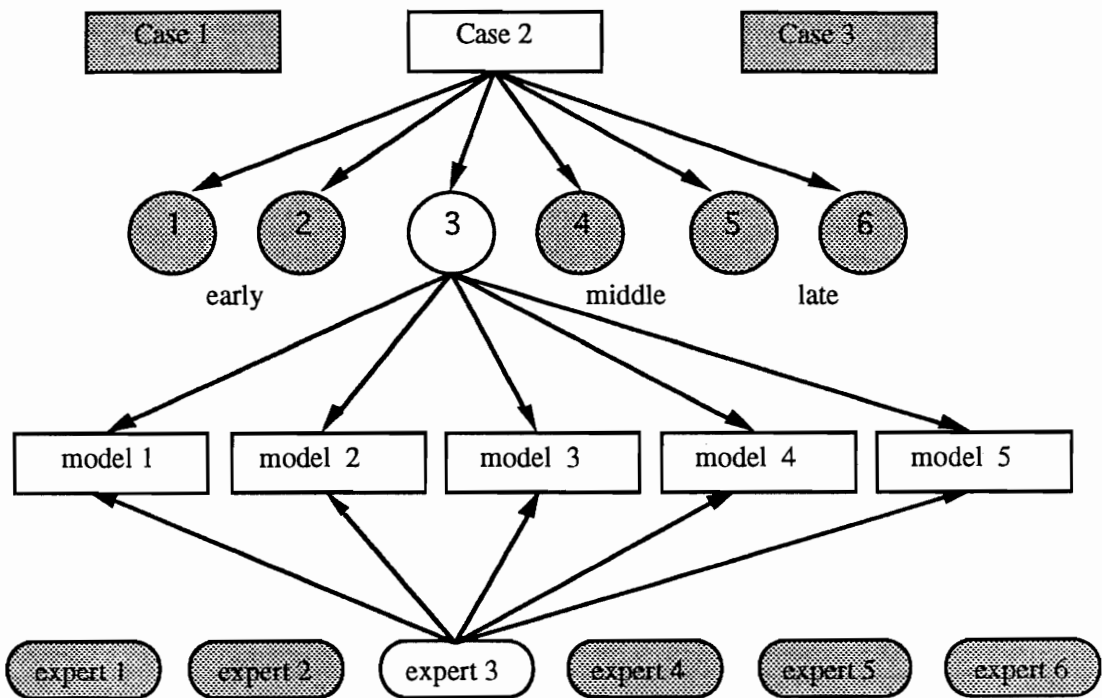 Case 1 Case 2 Case 3
1 2 3 4 5 6
early middle late
model 1 model 2 model 3 model 4 model 5
expert 1 expert 2 expert 3 expert 4 expert 5 expert 6